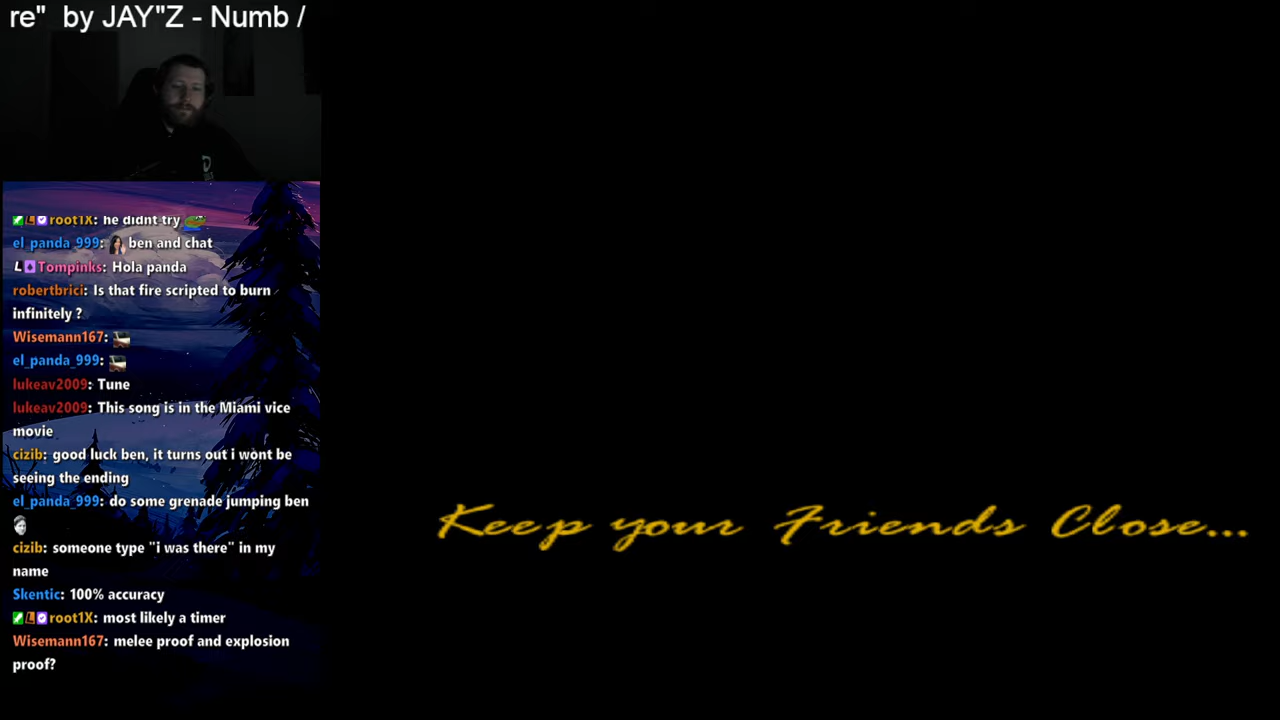 re"  by JAY"Z - Numb /
root1X: he didnt try
el_panda_999: ben and chat
Tompinks: Hola panda
robertbrici: Is that fire scripted to burn
infinitely ?
Wisemann167:
el_panda_999:
lukeav2009: Tune
lukeav2009: This song is in the Miami vice
movie
cizib: good luck ben, it turns out i wont be
seeing the ending
el_panda_999: do some grenade jumping ben
cizib: someone type "i was there" in my
name
Skentic: 100% accuracy
root1X: most likely a timer
Wisemann167: melee proof and explosion
proof?
Keep your Friends Close...